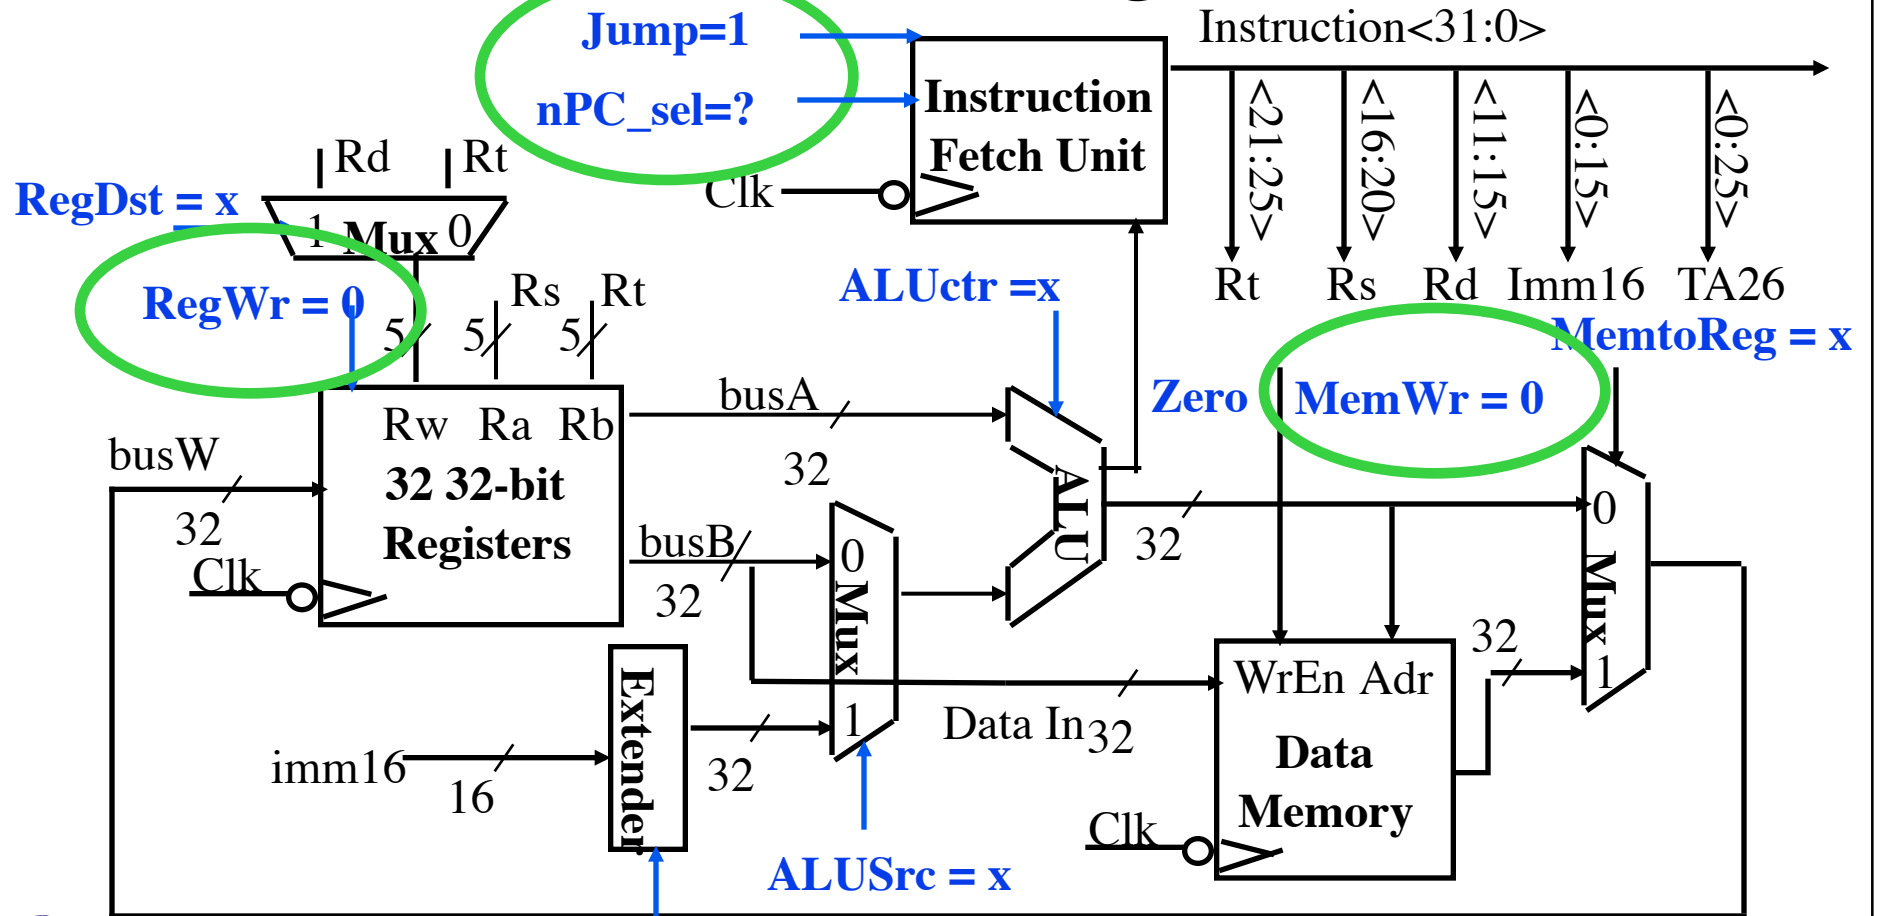 Jump=1
nPC_sel=?
Instruction
Fetch Unit
Clk
Instruction<31:0>
<21:25>
<16:20>
<11:15>
<0:15>
<0:25>
Rt
Rs
Rd
Imm16
TA26
Rd
Rt
RegDst = x
1 Mux 0
RegWr = 0
5
5
Rs
5
Rt
ALUctr =x
Zero
MemWr = 0
MemtoReg = x
Rw Ra Rb
32 32-bit
Registers
busW
32
Clk
busA
32
busB
32
0
Mux
1
ALU
32
0
Mux
1
32
imm16
16
Extender
32
ALUSrc = x
Data In
32
WrEn Adr
Data
Memory
Clk